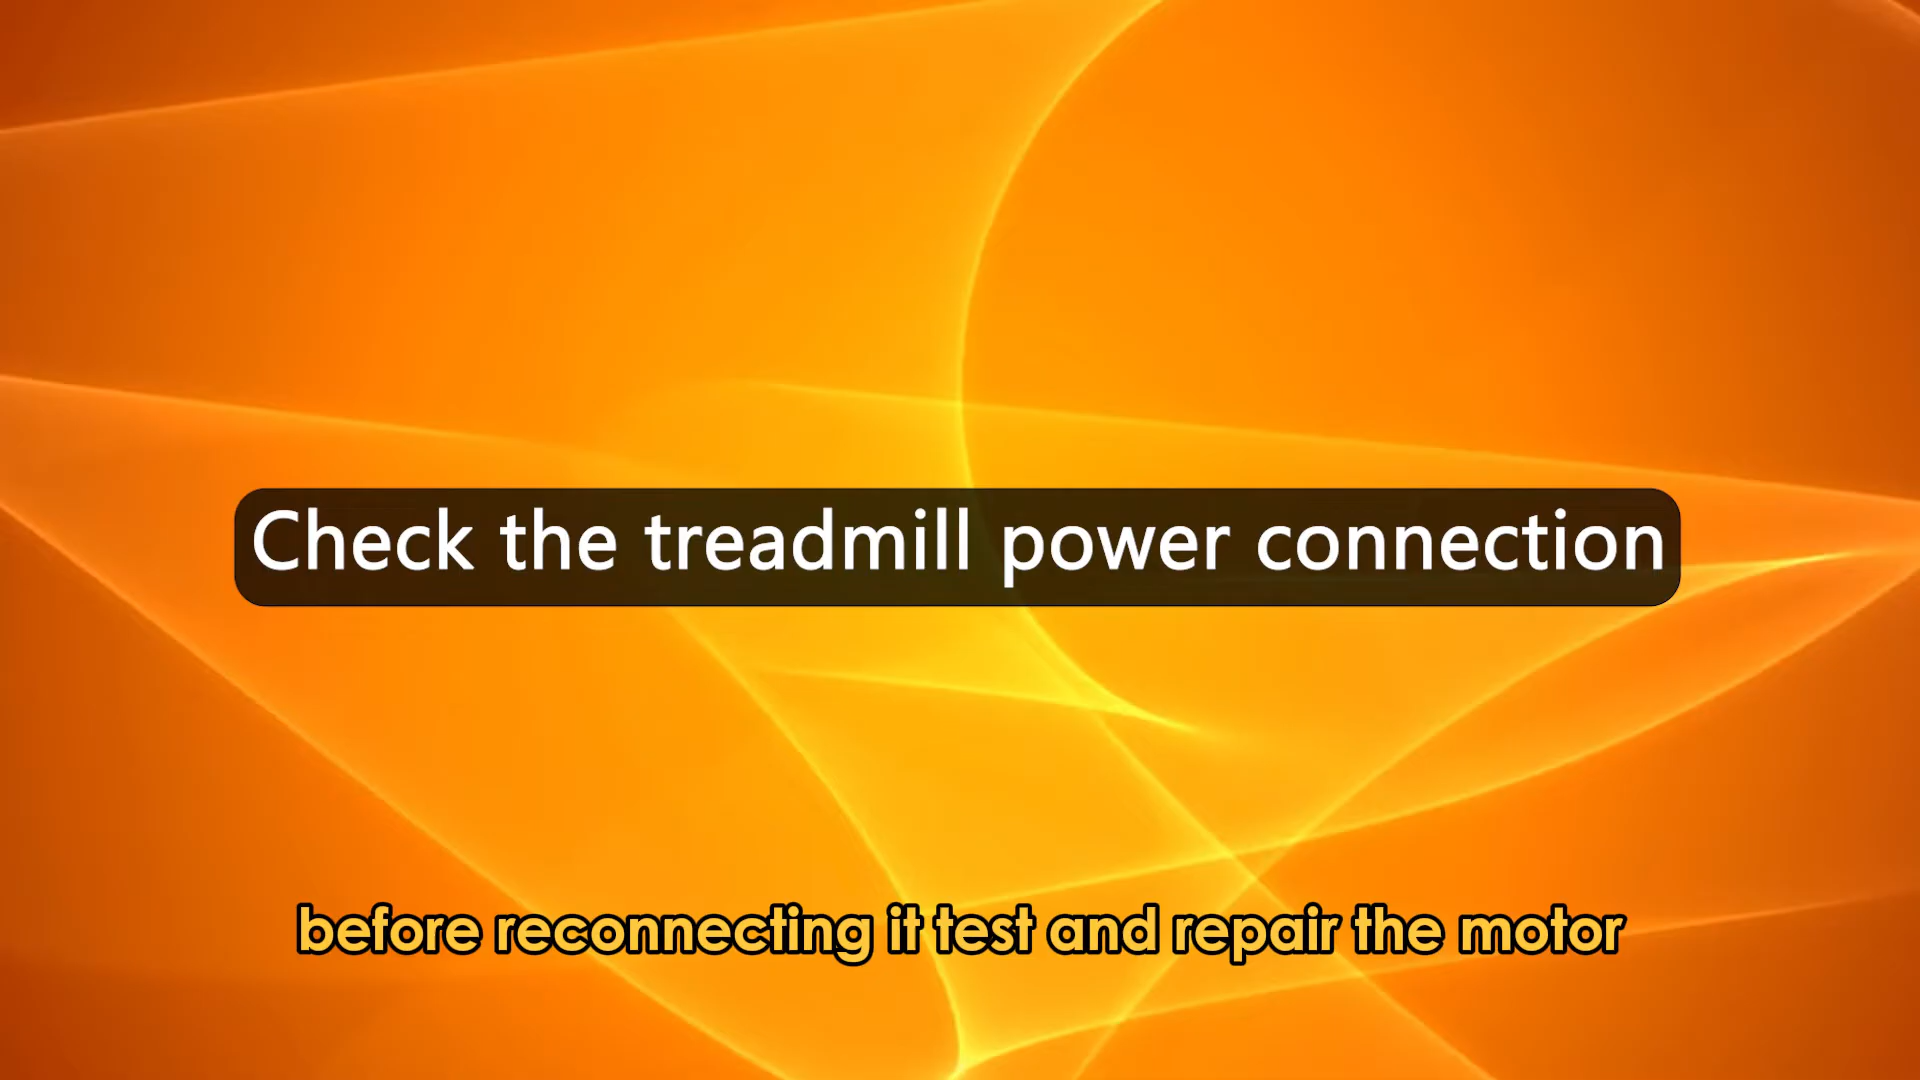 Check the treadmill power connection
before reconnecting it test and repair the motor